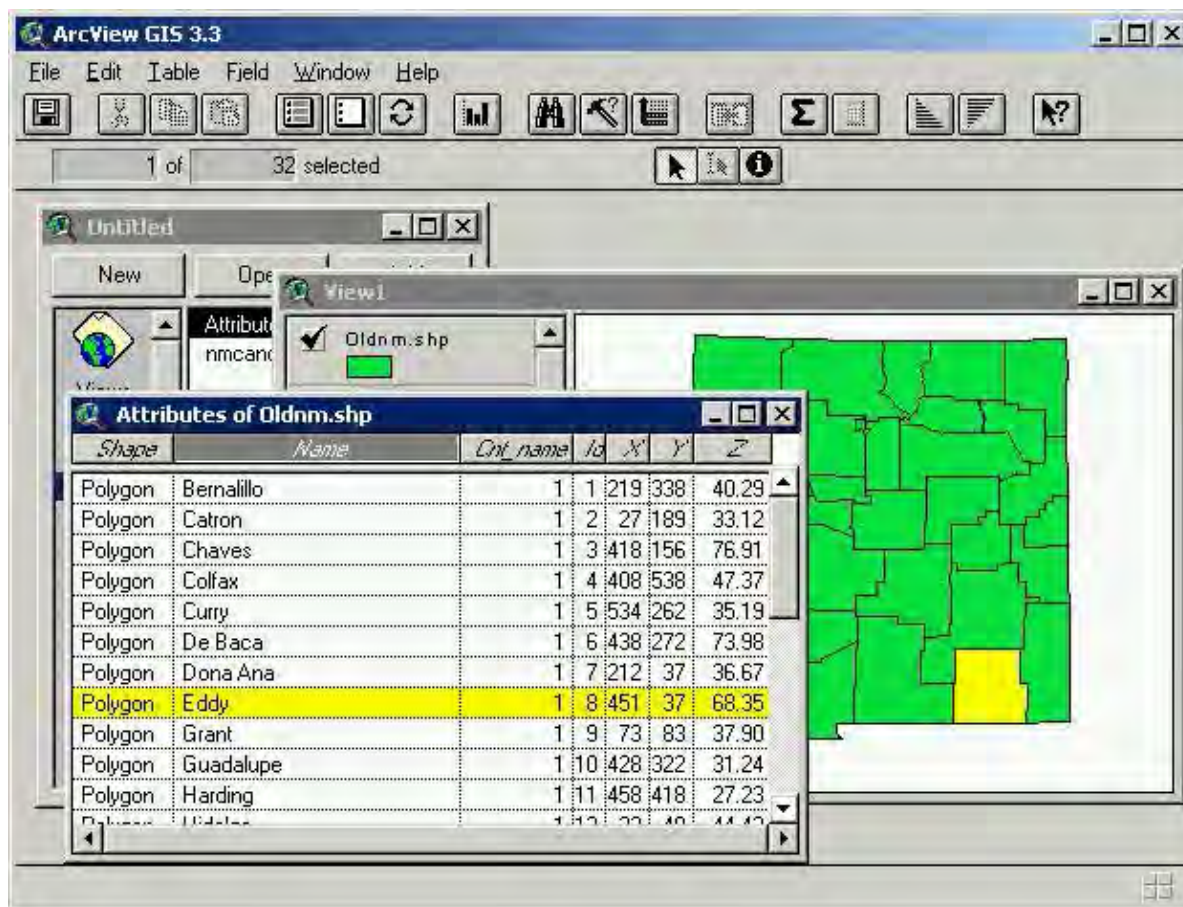 ArcView GIS 3.3
File Edit Table Field Window Help
1 of 32 selected
Untitled
New
View1
Oldnm.shp
Attributes of Oldnm.shp
Shape Name Cnt_name Id X' Y' Z'
Polygon Bernalillo 1 1 219 338 40.29
Polygon Catron 1 2 27 189 33.12
Polygon Chaves 1 3 418 156 76.91
Polygon Colfax 1 4 408 538 47.37
Polygon Curry 1 5 534 262 35.19
Polygon De Baca 1 6 438 272 73.98
Polygon Dona Ana 1 7 212 37 36.67
Polygon Eddy 1 8 451 37 68.35
Polygon Grant 1 9 73 83 37.90
Polygon Guadalupe 1 10 428 322 31.24
Polygon Harding 1 11 458 418 27.23